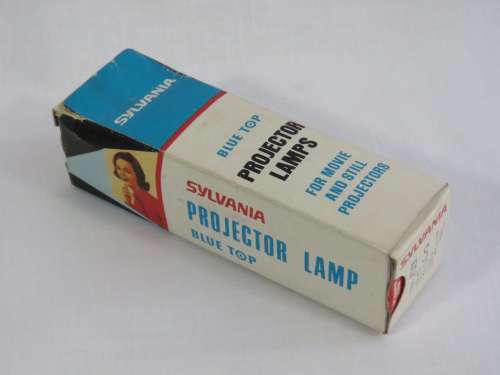 SYLVANIA
BLUE TOP
PROJECTOR
LAMPS
FOR MOVIE
AND STILL
PROJECTORS
SYLVANIA
PROJECTOR LAMP
BLUE TOP
SYLVANIA